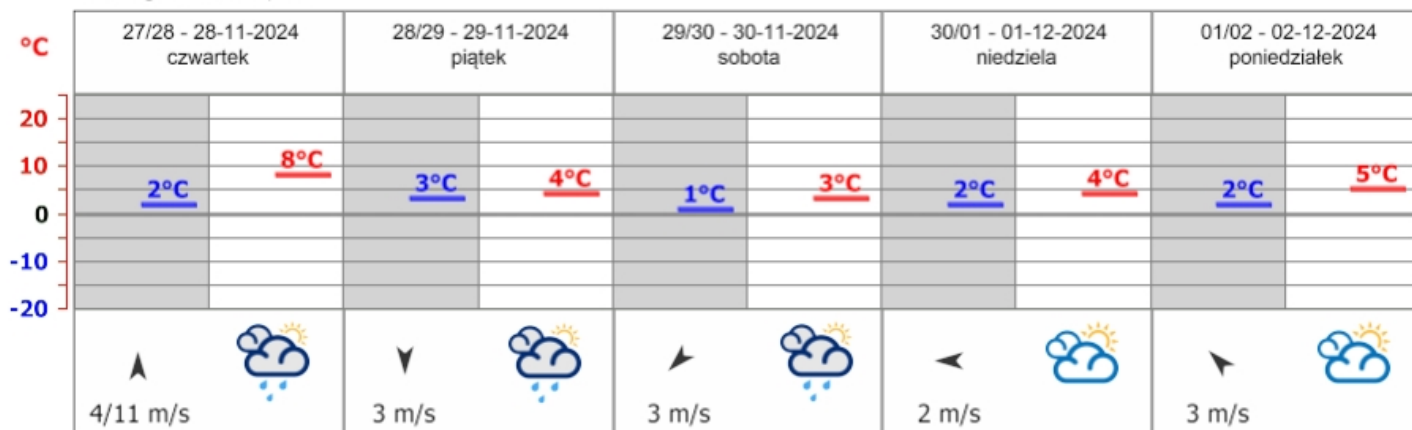 °C
27/28 - 28-11-2024
czwartek
28/29 - 29-11-2024
piątek
29/30 - 30-11-2024
sobota
30/01 - 01-12-2024
niedziela
01/02 - 02-12-2024
poniedziałek
20
10
0
-10
-20
2°C
8°C
3°C
4°C
1°C
3°C
2°C
4°C
2°C
5°C
4/11 m/s
3 m/s
3 m/s
2 m/s
3 m/s